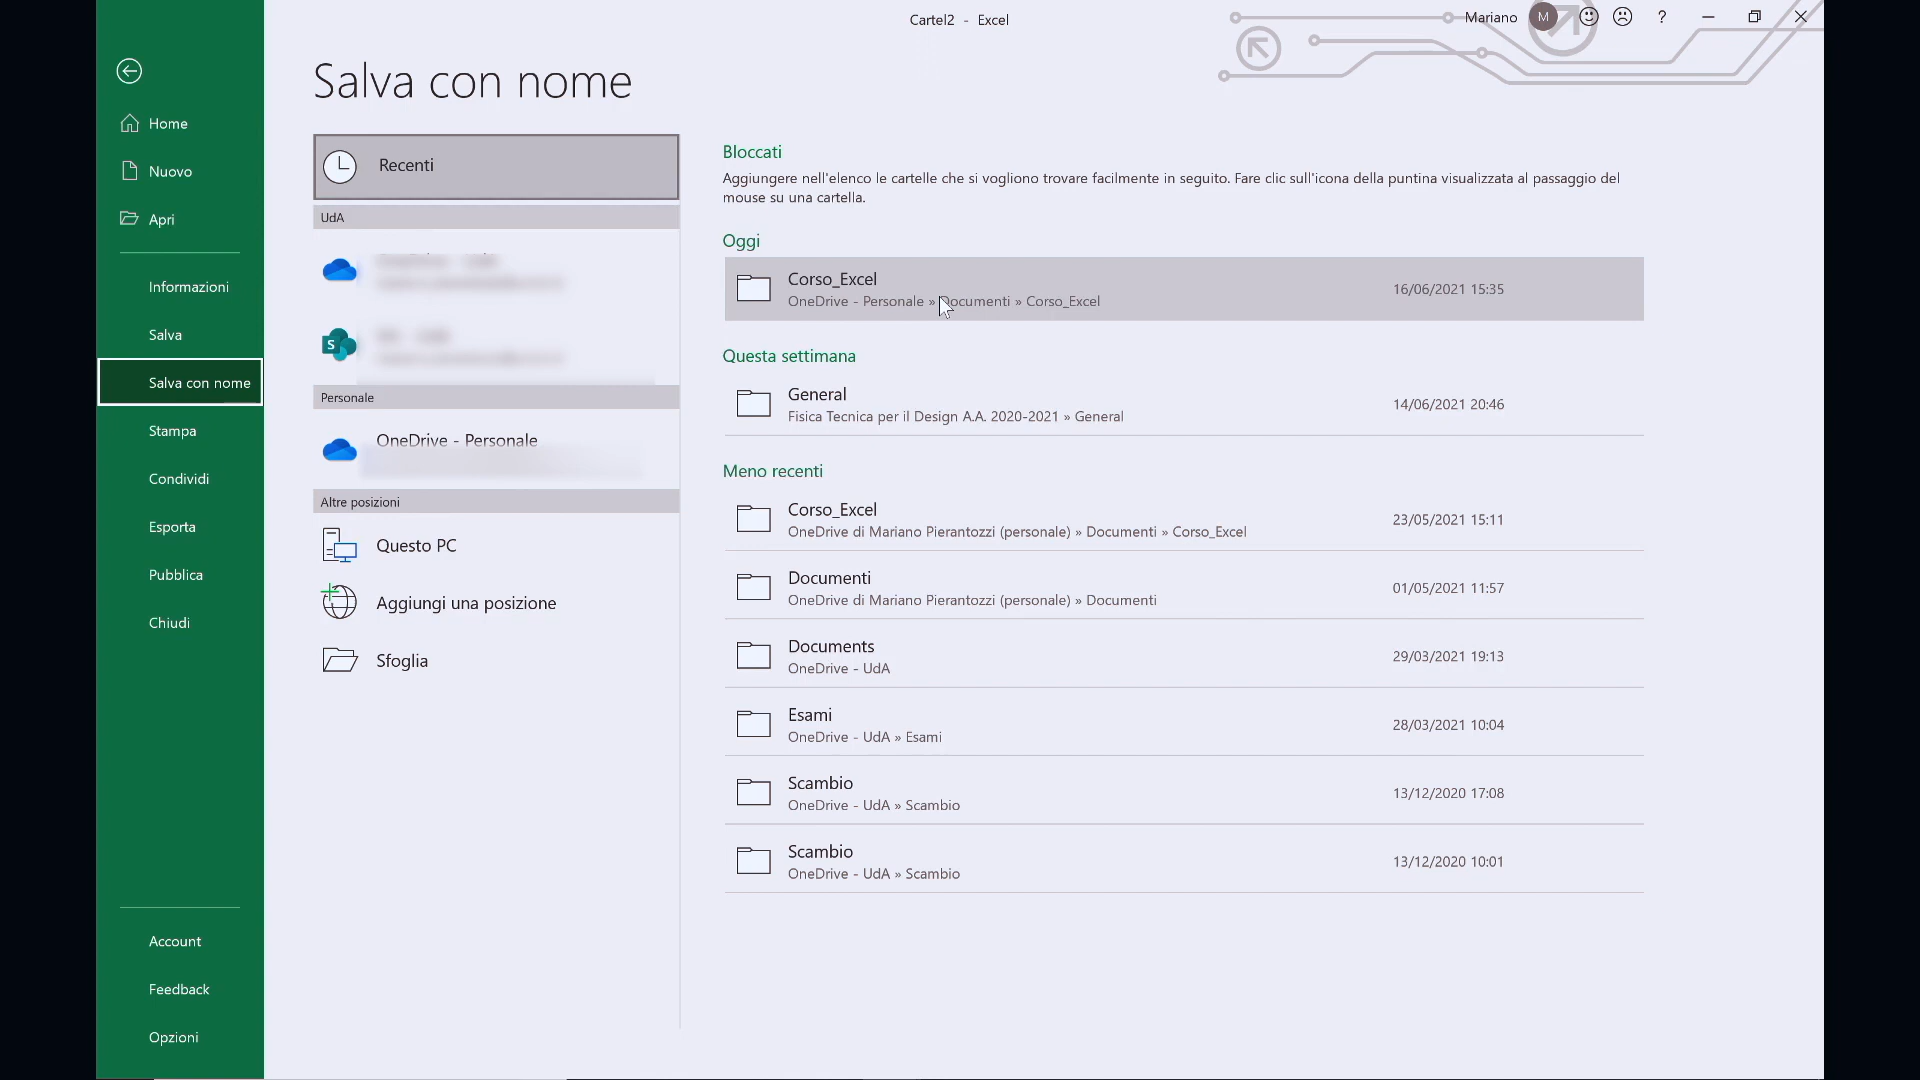 Cartel2 - Excel
Mariano
M
?
Home
Nuovo
Apri
Informazioni
Salva
Salva con nome
Stampa
Condividi
Esporta
Pubblica
Chiudi
Account
Feedback
Opzioni
Salva con nome
Recenti
UdA
S
Personale
OneDrive - Personale
Altre posizioni
Questo PC
Aggiungi una posizione
Sfoglia
Bloccati
Aggiungere nell'elenco le cartelle che si vogliono trovare facilmente in seguito. Fare clic sull'icona della puntina visualizzata al passaggio del
mouse su una cartella.
Oggi
Corso_Excel
OneDrive - Personale » Documenti » Corso_Excel
16/06/2021 15:35
Questa settimana
General
Fisica Tecnica per il Design A.A. 2020-2021 » General
14/06/2021 20:46
Meno recenti
Corso_Excel
OneDrive di Mariano Pierantozzi (personale) » Documenti » Corso_Excel
23/05/2021 15:11
Documenti
OneDrive di Mariano Pierantozzi (personale) » Documenti
01/05/2021 11:57
Documents
OneDrive - UdA
29/03/2021 19:13
Esami
OneDrive - UdA » Esami
28/03/2021 10:04
Scambio
OneDrive - UdA » Scambio
13/12/2020 17:08
Scambio
OneDrive - UdA » Scambio
13/12/2020 10:01